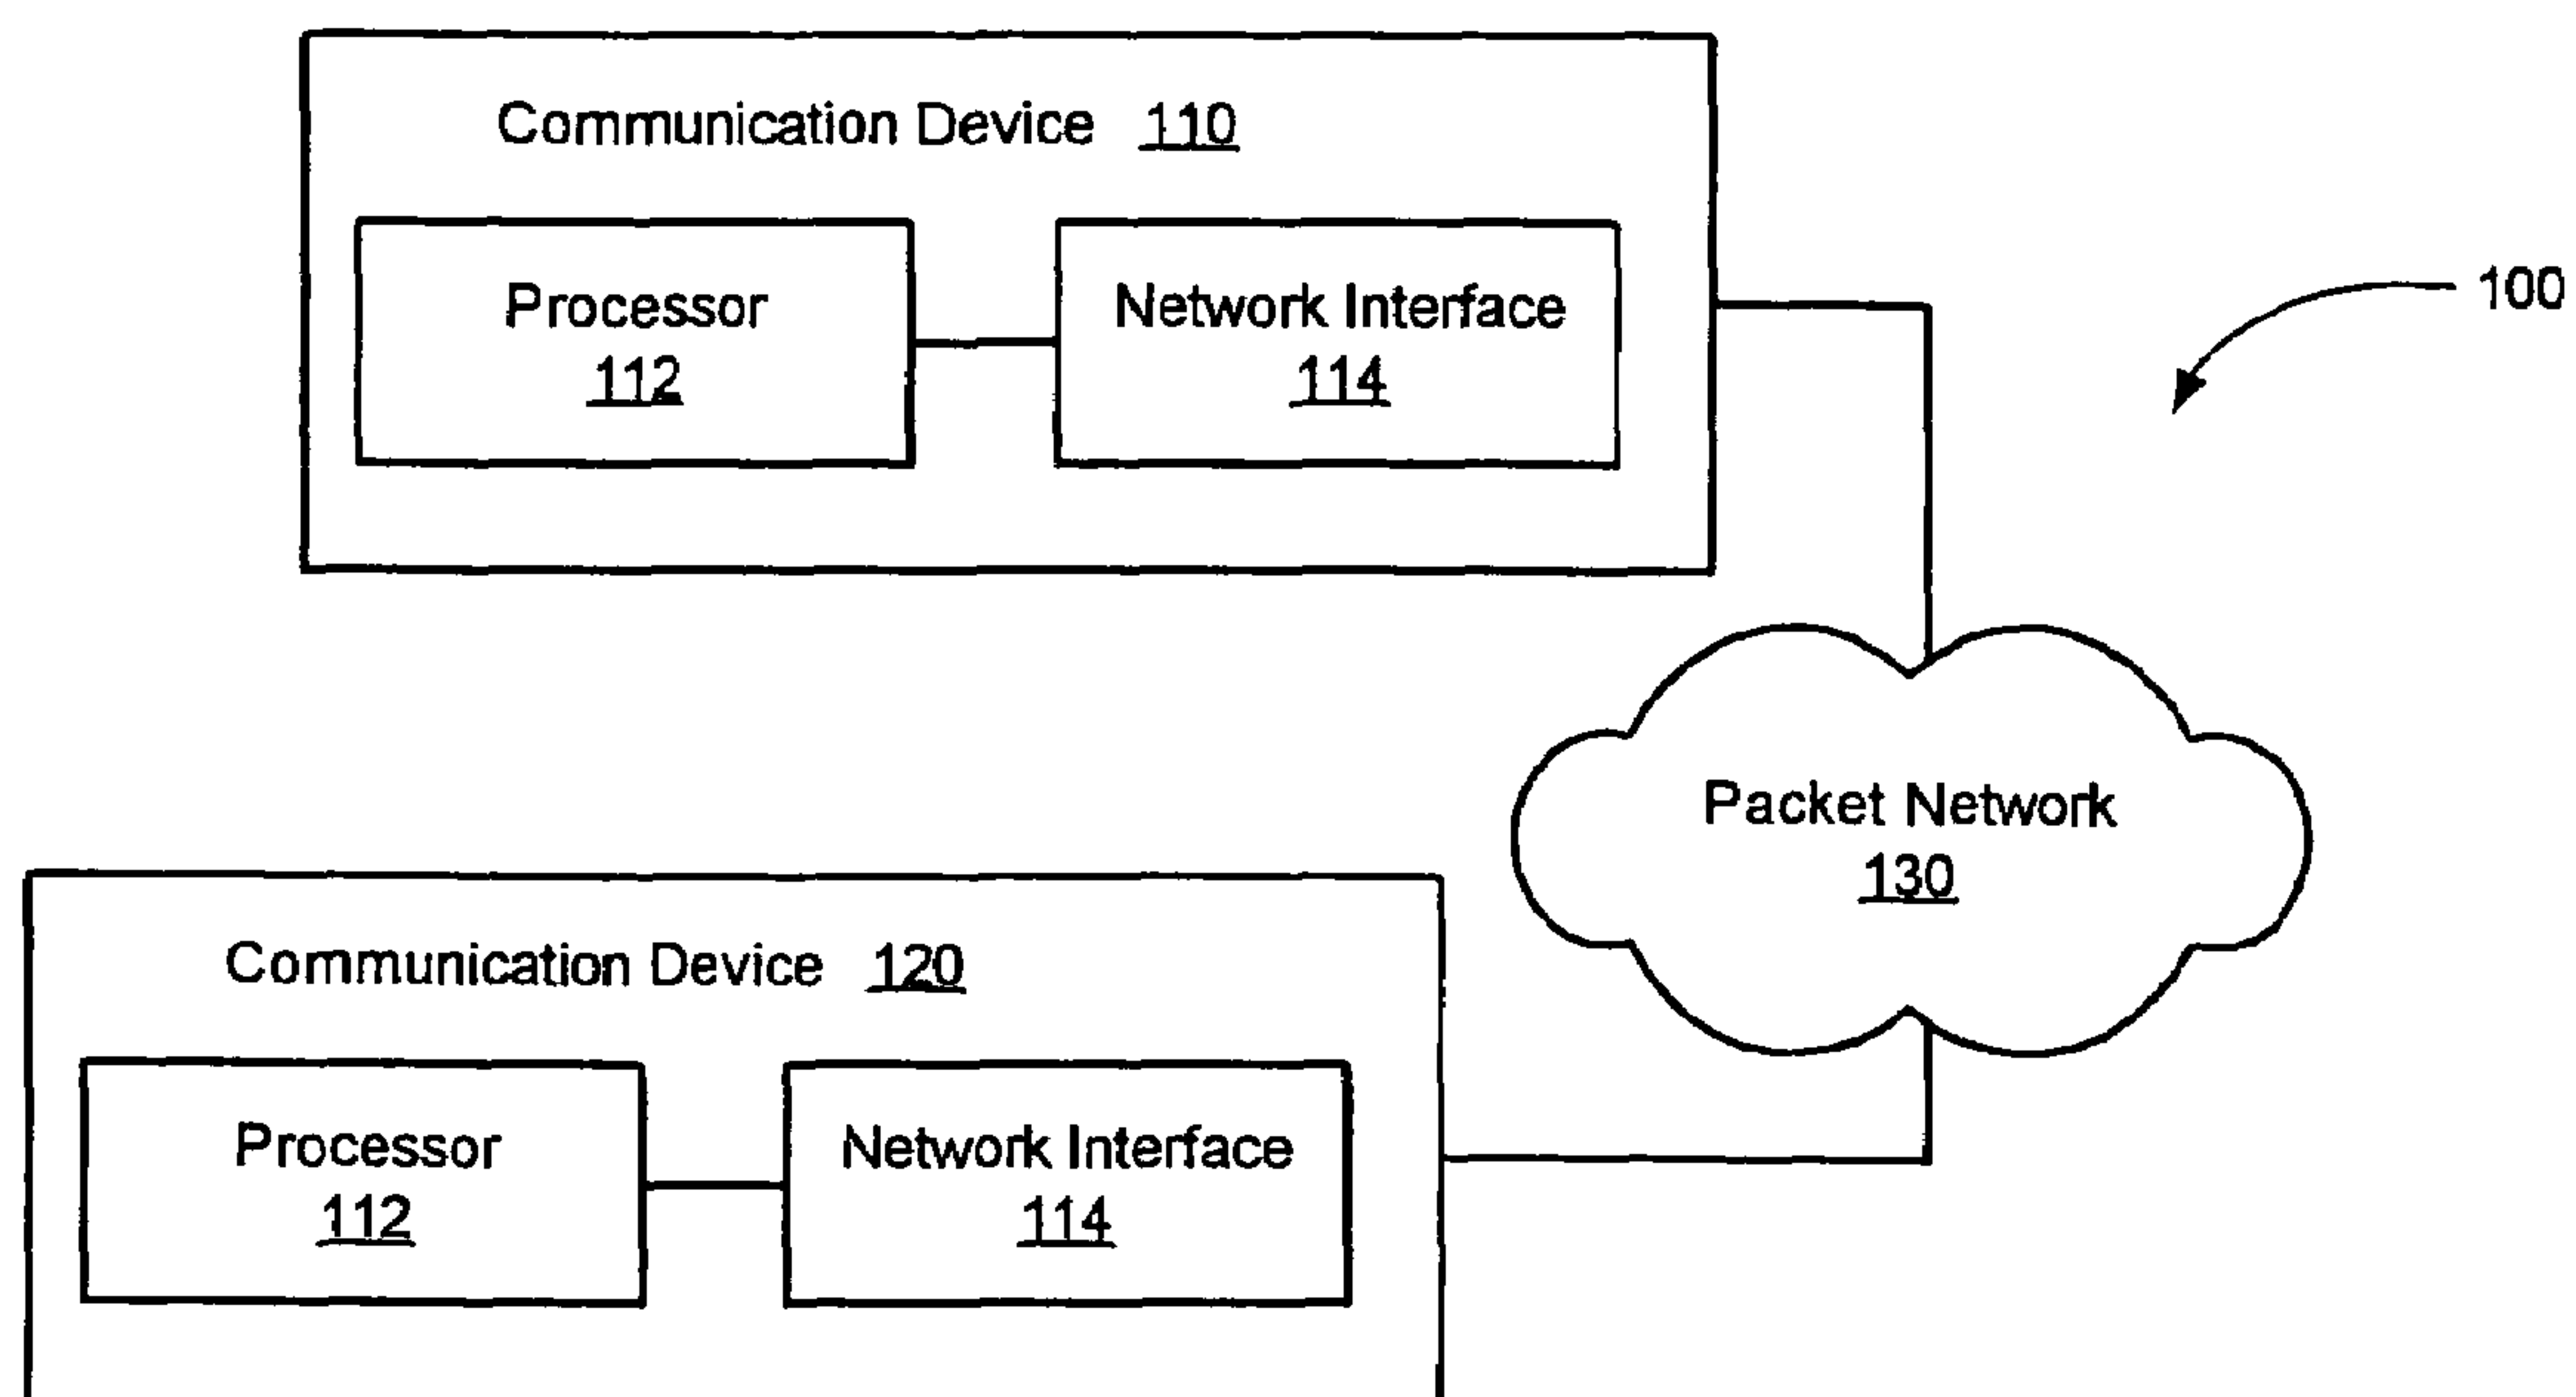 Communication Device 110
Processor
112
Network Interface
114
100
Packet Network
130
Communication Device 120
Processor
112
Network Interface
114